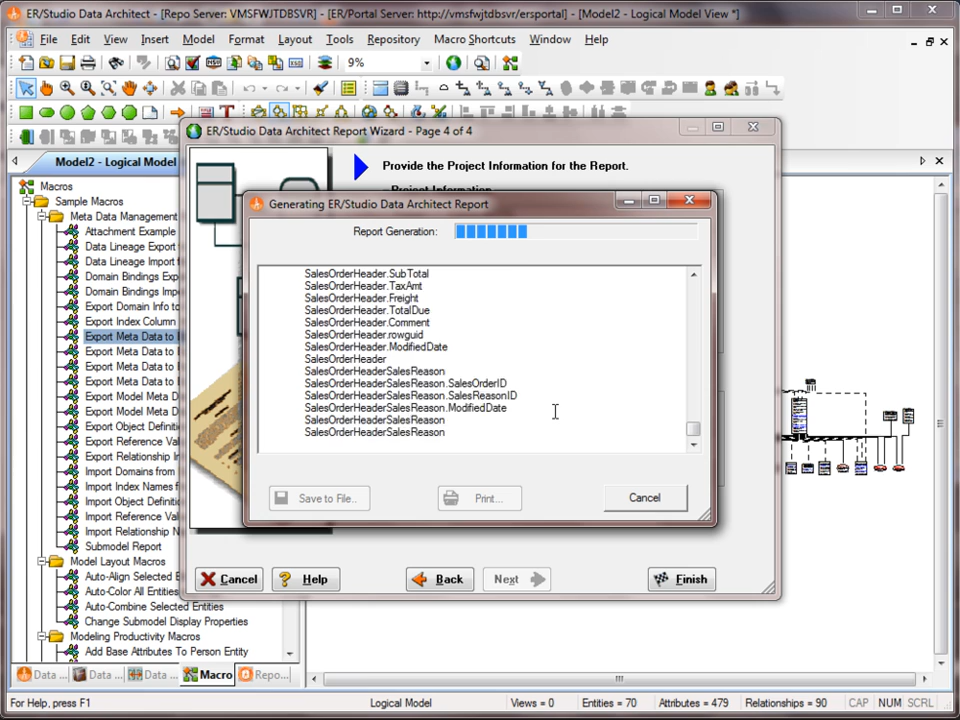 ER/Studio Data Architect - [Repo Server: VMSFWJTDBSVR] - [ER/Portal Server: http://vmsfwjtdbsvr/ersportal] - [Model2 - Logical Model View *]
File Edit View Insert Model Format Layout Tools Repository Macro Shortcuts Window Help
9%
Model2 - Logical Model
ER/Studio Data Architect Report Wizard - Page 4 of 4
Provide the Project Information for the Report.
Project Information
Generating ER/Studio Data Architect Report
Report Generation:
SalesOrderHeader.SubTotal
SalesOrderHeader.TaxAmt
SalesOrderHeader.Freight
SalesOrderHeader.TotalDue
SalesOrderHeader.Comment
SalesOrderHeader.rowguid
SalesOrderHeader.ModifiedDate
SalesOrderHeader
SalesOrderHeaderSalesReason
SalesOrderHeaderSalesReason.SalesOrderID
SalesOrderHeaderSalesReason.SalesReasonID
SalesOrderHeaderSalesReason.ModifiedDate
SalesOrderHeaderSalesReason
SalesOrderHeaderSalesReason
Save to File..
Print...
Cancel
Cancel
Help
Back
Next
Finish
Macros
Sample Macros
Meta Data Management
Attachment Example
Data Lineage Export
Data Lineage Import f
Domain Bindings Exp
Domain Bindings Impo
Export Domain Info to
Export Index Column
Export Meta Data to
Export Meta Data to
Export Meta Data to
Export Meta Data to
Export Model Meta D
Export Model Meta D
Export Object Definiti
Export Reference Val
Export Relationship In
Import Domains from
Import Index Names f
Import Object Definiti
Import Reference Val
Import Relationship N
Submodel Report
Model Layout Macros
Auto-Align Selected E
Auto-Color All Entities
Auto-Combine Selected Entities
Change Submodel Display Properties
Modeling Productivity Macros
Add Base Attributes To Person Entity
Data ...
Data ...
Data ...
Macro
Repo...
For Help, press F1
Logical Model
Views = 0
Entities = 70
Attributes = 479
Relationships = 90
CAP
NUM
SCRL